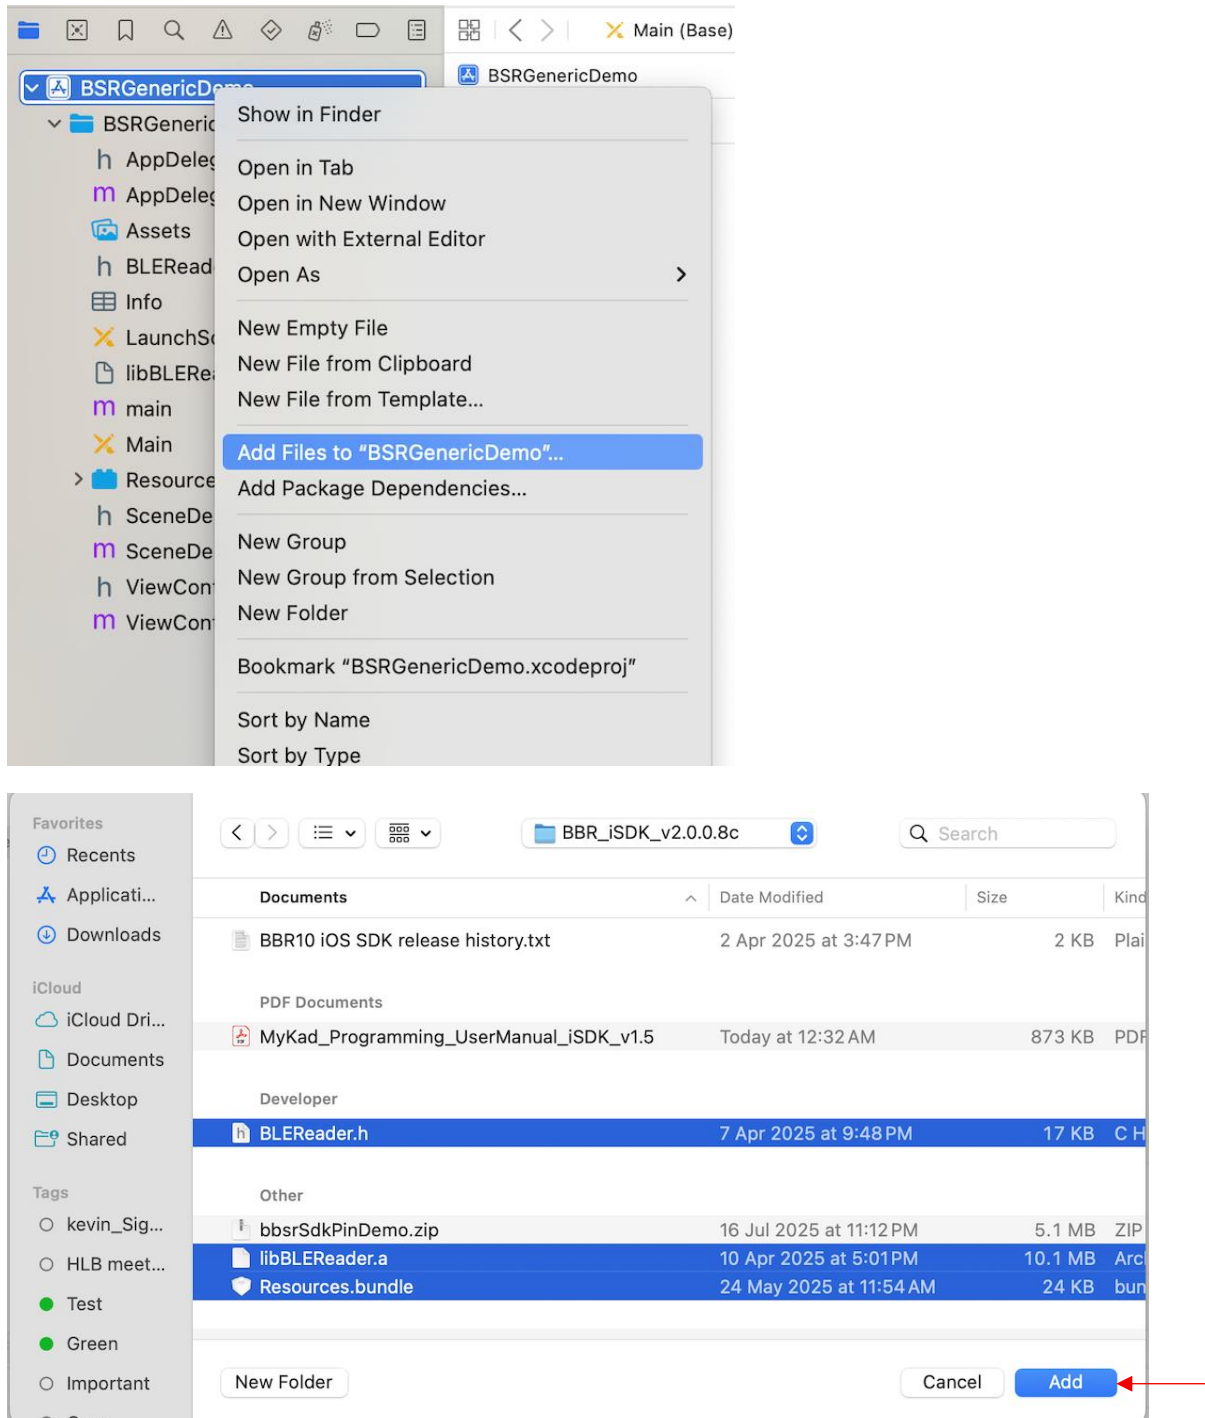 Main (Base)
BSRGenericDemo
BSRGenericDemo
BSRGeneric
Show in Finder
AppDeleg
Open in Tab
AppDeleg
Open in New Window
Assets
Open with External Editor
BLERead
Open As
Info
New Empty File
LaunchSc
New File from Clipboard
libBLERea
New File from Template...
main
Main
Add Files to “BSRGenericDemo”...
Resource
Add Package Dependencies...
SceneDe
New Group
SceneDe
New Group from Selection
ViewCont
New Folder
ViewCont
Bookmark “BSRGenericDemo.xcodeproj”
Sort by Name
Sort by Type
Favorites
BBR_iSDK_v2.0.0.8c
Search
Recents
Applicati...
Documents Date Modified Size Kind
Downloads
BBR10 iOS SDK release history.txt 2 Apr 2025 at 3:47 PM 2 KB Plai
iCloud
PDF Documents
iCloud Dri...
MyKad_Programming_UserManual_iSDK_v1.5 Today at 12:32 AM 873 KB PDF
Documents
Desktop
Developer
Shared
BLEReader.h 7 Apr 2025 at 9:48 PM 17 KB C H
Tags
Other
kevin_Sig...
bbsrSdkPinDemo.zip 16 Jul 2025 at 11:12 PM 5.1 MB ZIP
HLB meet...
libBLEReader.a 10 Apr 2025 at 5:01 PM 10.1 MB Arc
Resources.bundle 24 May 2025 at 11:54 AM 24 KB bun
Test
Green
Important
New Folder
Cancel
Add